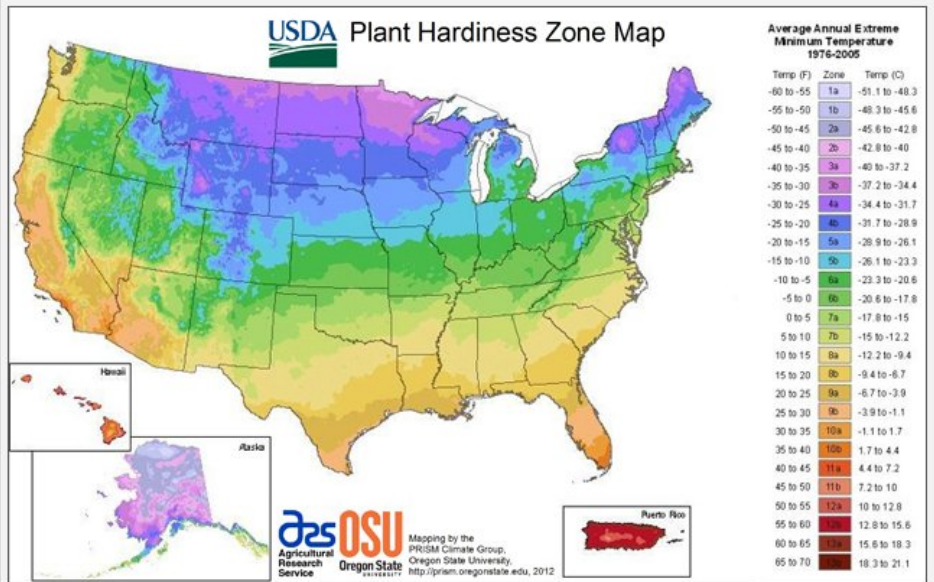 USDA Plant Hardiness Zone Map
Average Annual Extreme
Minimum Temperature
1976-2005
Temp (F) Zone Temp (C)
-60 to -55 1a -51.1 to -48.3
-55 to -50 1b -48.3 to -45.6
-50 to -45 2a -45.6 to -42.8
-45 to -40 2b -42.8 to -40
-40 to -35 3a -40 to -37.2
-35 to -30 3b -37.2 to -34.4
-30 to -25 4a -34.4 to -31.7
-25 to -20 4b -31.7 to -28.9
-20 to -15 5a -28.9 to -26.1
-15 to -10 5b -26.1 to -23.3
-10 to -5 6a -23.3 to -20.6
-5 to 0 6b -20.6 to -17.8
0 to 5 7a -17.8 to -15
5 to 10 7b -15 to -12.2
10 to 15 8a -12.2 to -9.4
15 to 20 8b -9.4 to -6.7
20 to 25 9a -6.7 to -3.9
25 to 30 9b -3.9 to -1.1
30 to 35 10a -1.1 to 1.7
35 to 40 10b 1.7 to 4.4
40 to 45 11a 4.4 to 7.2
45 to 50 11b 7.2 to 10
50 to 55 12a 10 to 12.8
55 to 60 12b 12.8 to 15.6
60 to 65 15.6 to 18.3
65 to 70 18.3 to 21.1
Hawaii
Alaska
ars
Agricultural
Research
Service
OSU
Oregon State
UNIVERSITY
Mapping by the
PRISM Climate Group,
Oregon State University,
http://prism.oregonstate.edu, 2012
Puerto Rico